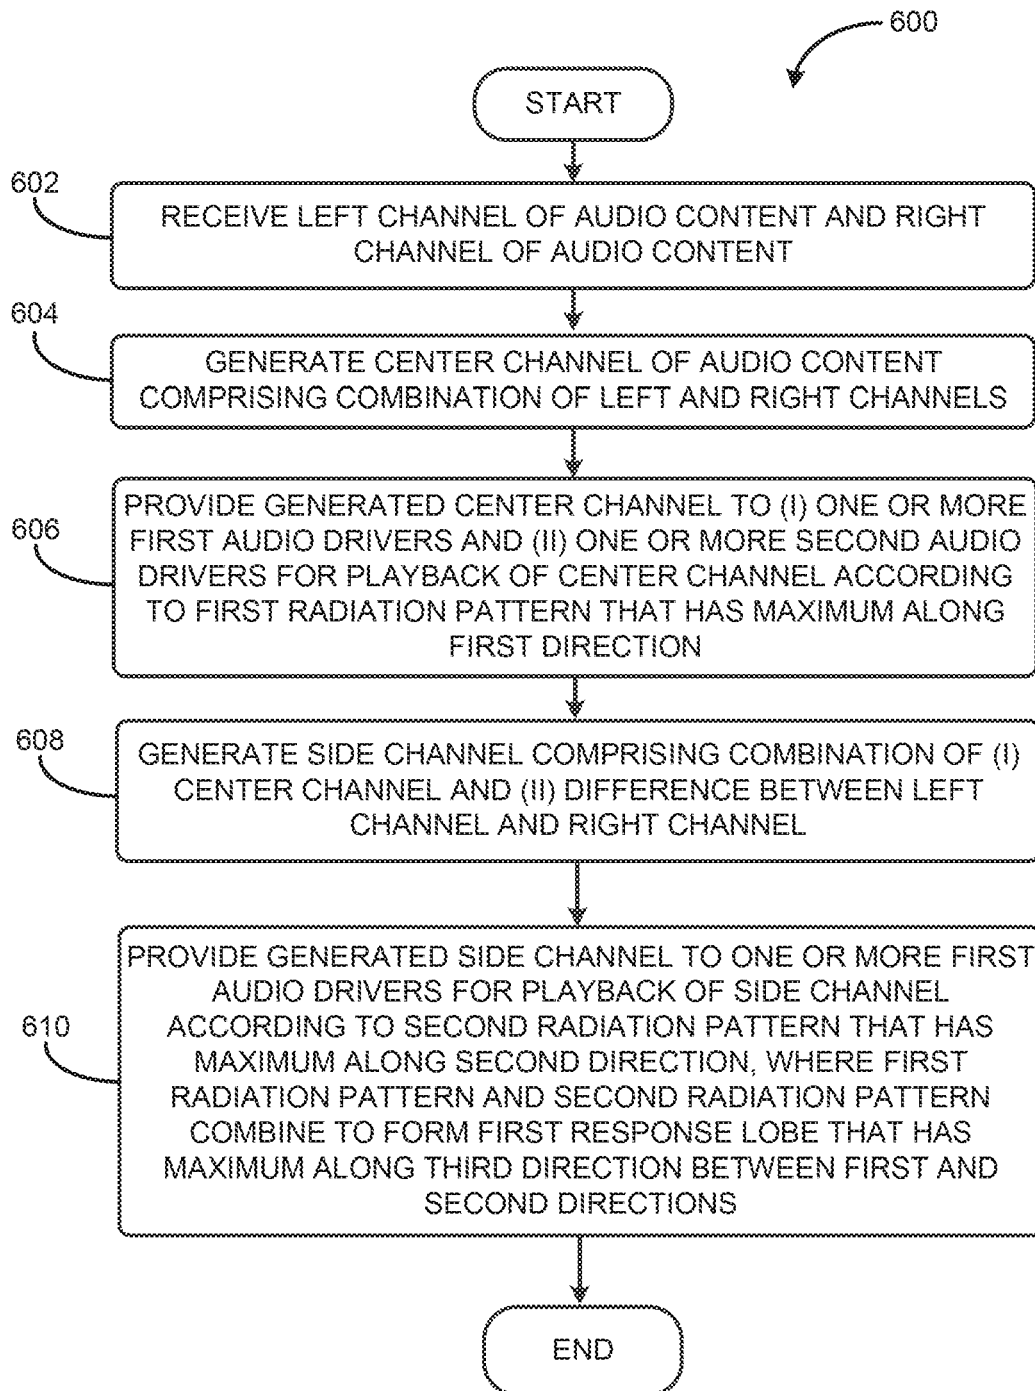 600
START
602
RECEIVE LEFT CHANNEL OF AUDIO CONTENT AND RIGHT
CHANNEL OF AUDIO CONTENT
604
GENERATE CENTER CHANNEL OF AUDIO CONTENT
COMPRISING COMBINATION OF LEFT AND RIGHT CHANNELS
606
PROVIDE GENERATED CENTER CHANNEL TO (I) ONE OR MORE
FIRST AUDIO DRIVERS AND (II) ONE OR MORE SECOND AUDIO
DRIVERS FOR PLAYBACK OF CENTER CHANNEL ACCORDING
TO FIRST RADIATION PATTERN THAT HAS MAXIMUM ALONG
FIRST DIRECTION
608
GENERATE SIDE CHANNEL COMPRISING COMBINATION OF (I)
CENTER CHANNEL AND (II) DIFFERENCE BETWEEN LEFT
CHANNEL AND RIGHT CHANNEL
610
PROVIDE GENERATED SIDE CHANNEL TO ONE OR MORE FIRST
AUDIO DRIVERS FOR PLAYBACK OF SIDE CHANNEL
ACCORDING TO SECOND RADIATION PATTERN THAT HAS
MAXIMUM ALONG SECOND DIRECTION, WHERE FIRST
RADIATION PATTERN AND SECOND RADIATION PATTERN
COMBINE TO FORM FIRST RESPONSE LOBE THAT HAS
MAXIMUM ALONG THIRD DIRECTION BETWEEN FIRST AND
SECOND DIRECTIONS
END